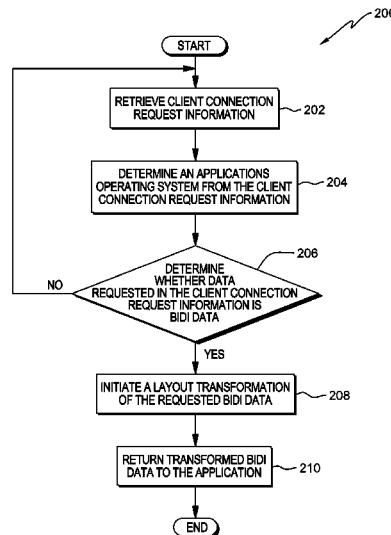 START
RETRIEVE CLIENT CONNECTION
REQUEST INFORMATION
202
DETERMINE AN APPLICATIONS
OPERATING SYSTEM FROM THE CLIENT
CONNECTION REQUEST INFORMATION
204
206
DETERMINE
WHETHER DATA
REQUESTED IN THE CLIENT CONNECTION
REQUEST INFORMATION IS
BIDI DATA
NO
YES
INITIATE A LAYOUT TRANSFORMATION
OF THE REQUESTED BIDI DATA
208
RETURN TRANSFORMED BIDI
DATA TO THE APPLICATION
210
END